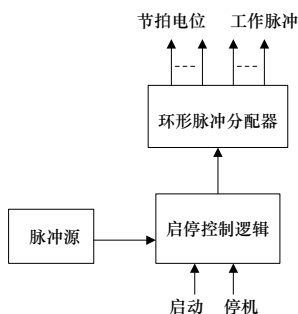 节拍电位 工作脉冲
环形脉冲分配器
脉冲源
启停控制逻辑
启动 停机